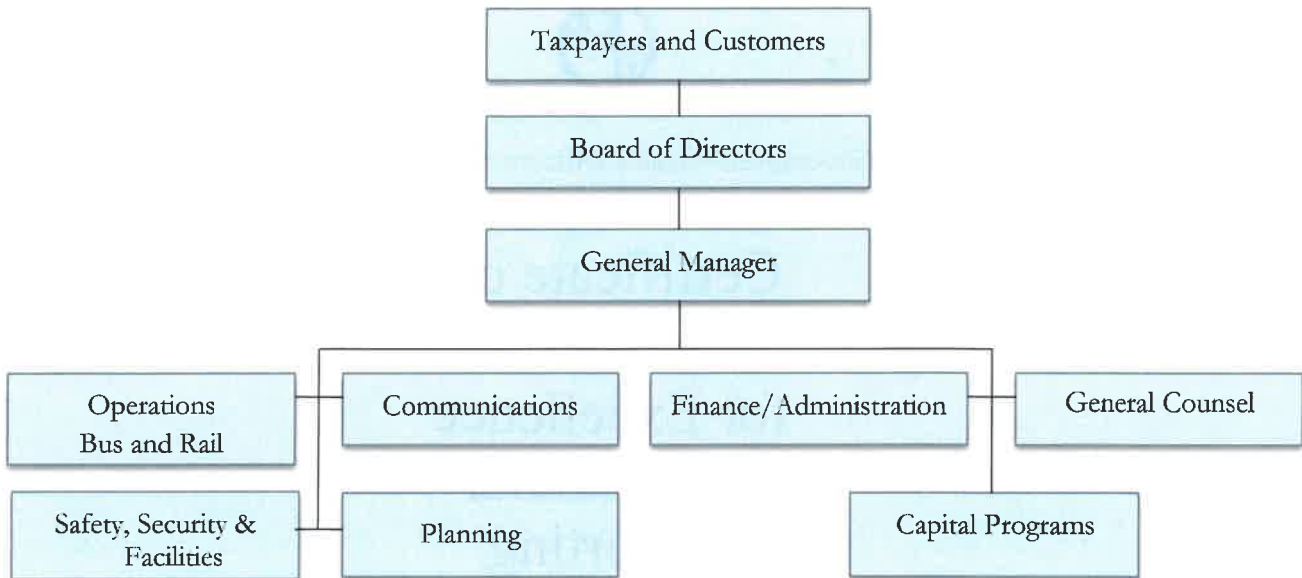 Taxpayers and Customers
Board of Directors
General Manager
Operations
Bus and Rail
Communications
Finance/Administration
General Counsel
Safety, Security &
Facilities
Planning
Capital Programs